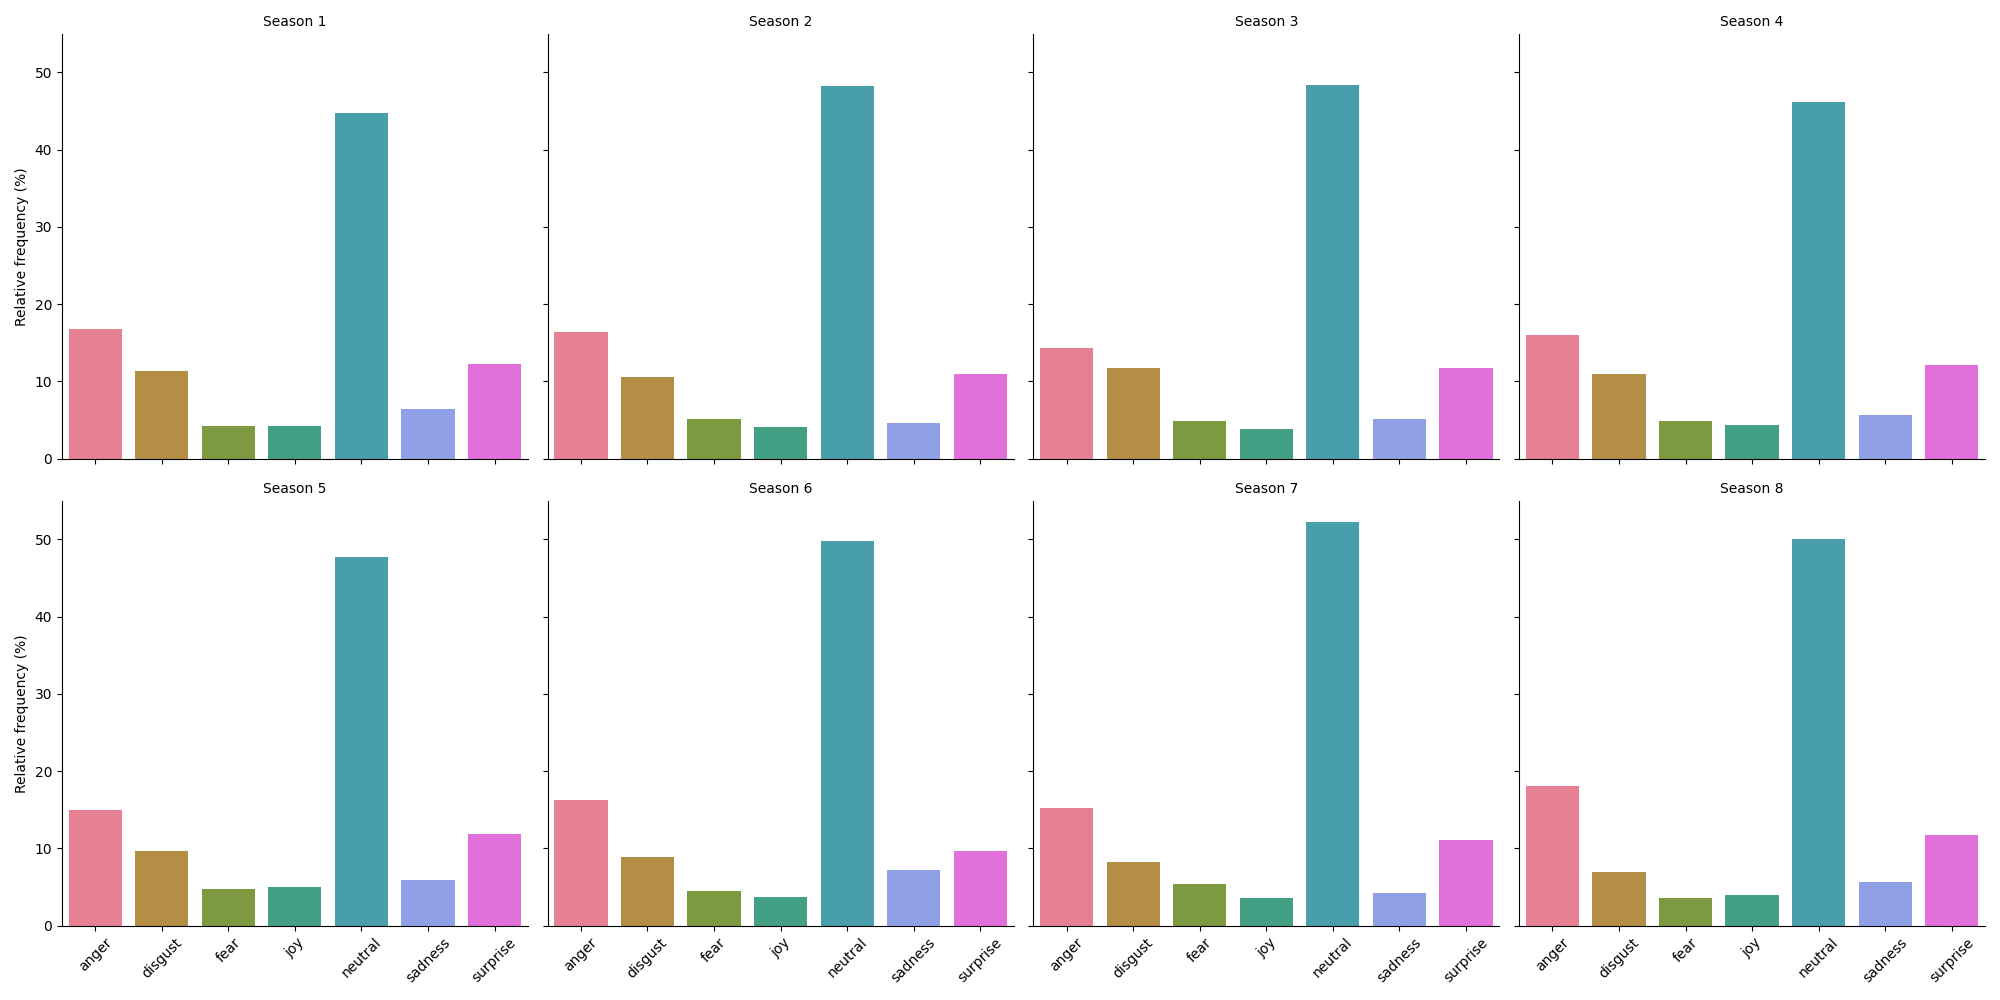 Season 1
Season 2
Season 3
Season 4
Relative frequency (%)
50
40
30
20
10
0
Season 5
Season 6
Season 7
Season 8
Relative frequency (%)
50
40
30
20
10
0
anger disgust fear joy neutral sadness surprise
anger disgust fear joy neutral sadness surprise
anger disgust fear joy neutral sadness surprise
anger disgust fear joy neutral sadness surprise